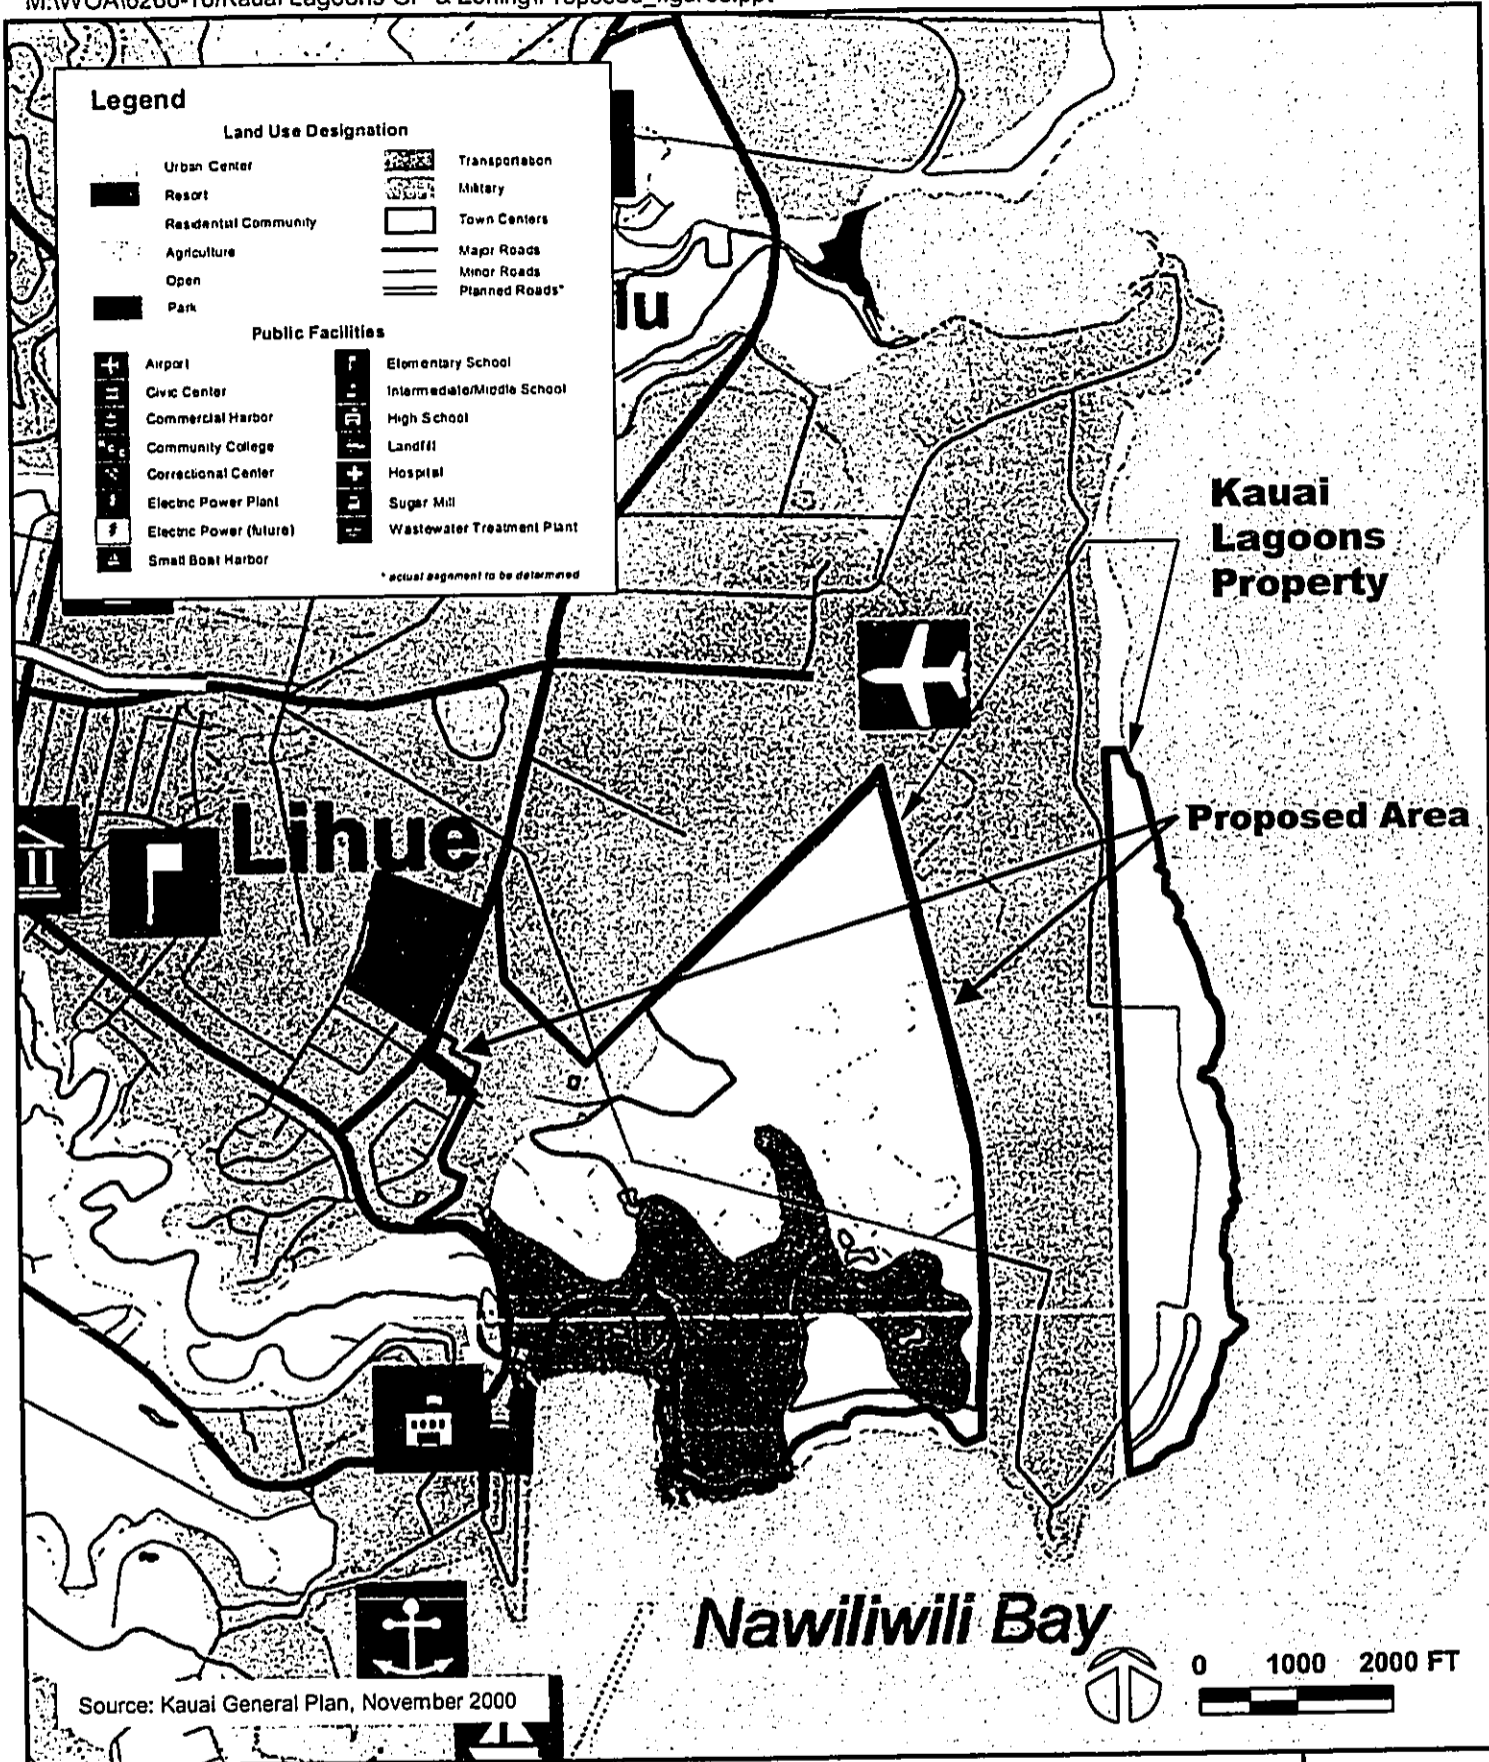 Legend
Land Use Designation
Urban Center
Resort
Residential Community
Agriculture
Open
Park
Transportation
Military
Town Centers
Major Roads
Minor Roads
Planned Roads*
Public Facilities
Airport
Civic Center
Commercial Harbor
Community College
Correctional Center
Electric Power Plant
Electric Power (future)
Small Boat Harbor
Elementary School
Intermediate/Middle School
High School
Landfill
Hospital
Sugar Mill
Wastewater Treatment Plant
* actual alignment to be determined
lu
Kauai
Lagoons
Property
Proposed Area
Lihue
Nawiliwili Bay
0 1000 2000 FT
Source: Kauai General Plan, November 2000